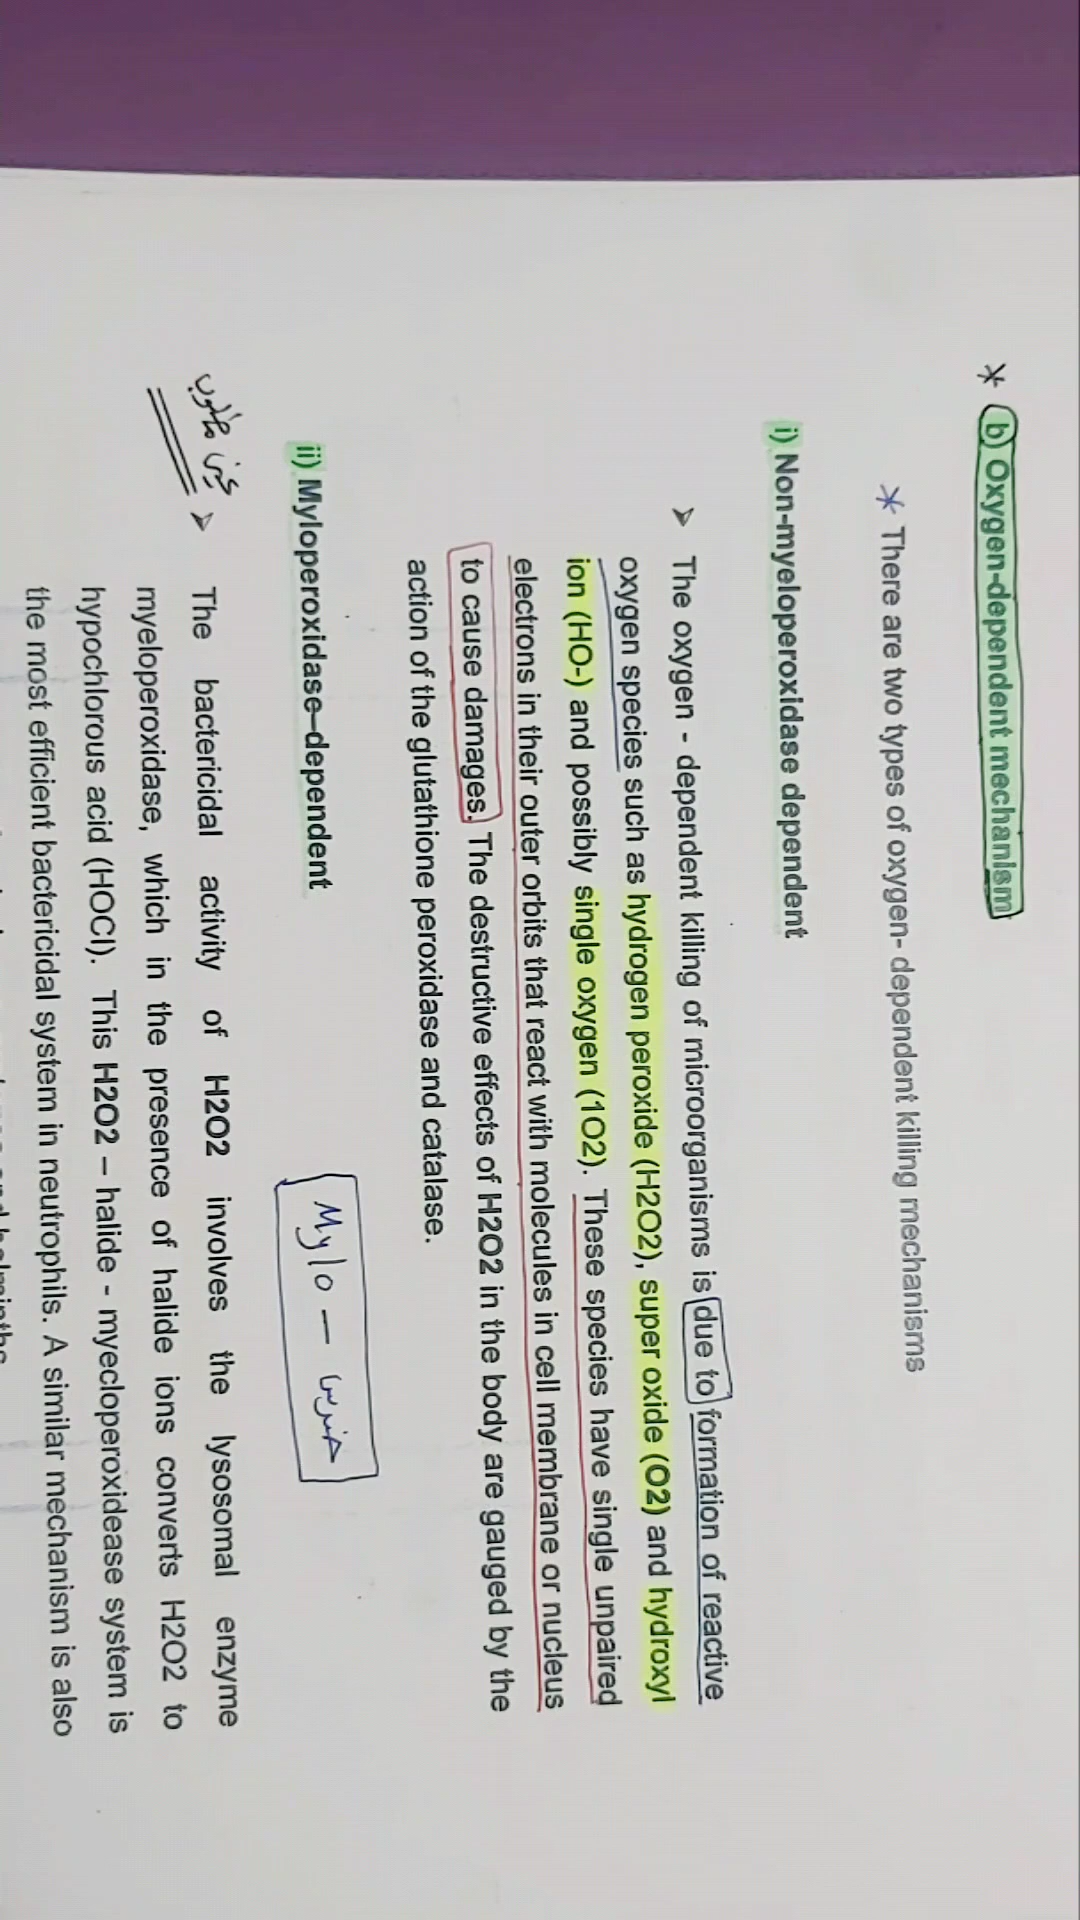 * b) Oxygen-dependent mechanism
* There are two types of oxygen- dependent killing mechanisms
i) Non-myeloperoxidase dependent
➢ The oxygen - dependent killing of microorganisms is due to formation of reactive
oxygen species such as hydrogen peroxide (H2O2), super oxide (O2) and hydroxyl
ion (HO-) and possibly single oxygen (1O2). These species have single unpaired
electrons in their outer orbits that react with molecules in cell membrane or nucleus
to cause damages. The destructive effects of H2O2 in the body are gauged by the
action of the glutathione peroxidase and catalase.
ii) Myloperoxidase–dependent
Mylo —
➢ The bactericidal activity of H2O2 involves the lysosomal enzyme
myeloperoxidase, which in the presence of halide ions converts H2O2 to
hypochlorous acid (HOCl). This H2O2 – halide - myecloperoxidease system is
the most efficient bactericidal system in neutrophils. A similar mechanism is also